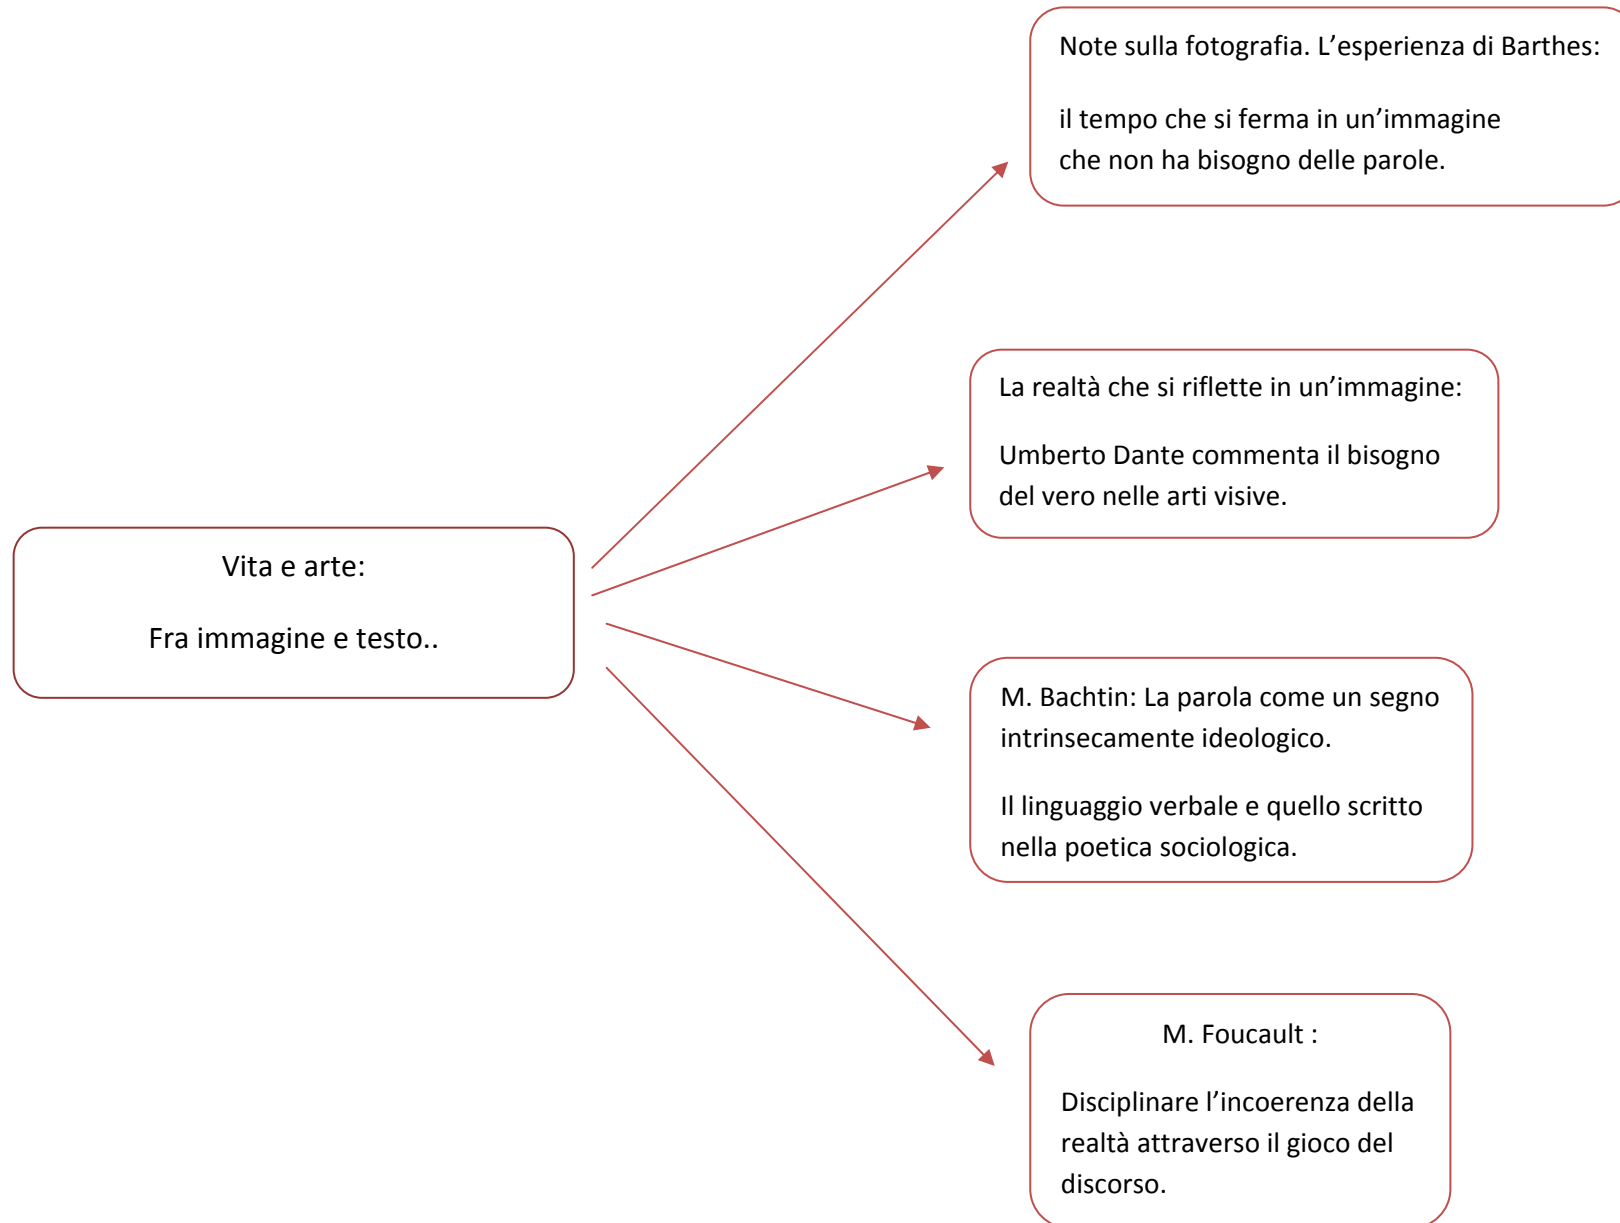 Note sulla fotografia. L’esperienza di Barthes:
il tempo che si ferma in un’immagine
che non ha bisogno delle parole.
La realtà che si riflette in un’immagine:
Umberto Dante commenta il bisogno
del vero nelle arti visive.
Vita e arte:
Fra immagine e testo..
M. Bachtin: La parola come un segno
intrinsecamente ideologico.
Il linguaggio verbale e quello scritto
nella poetica sociologica.
M. Foucault :
Disciplinare l’incoerenza della
realtà attraverso il gioco del
discorso.